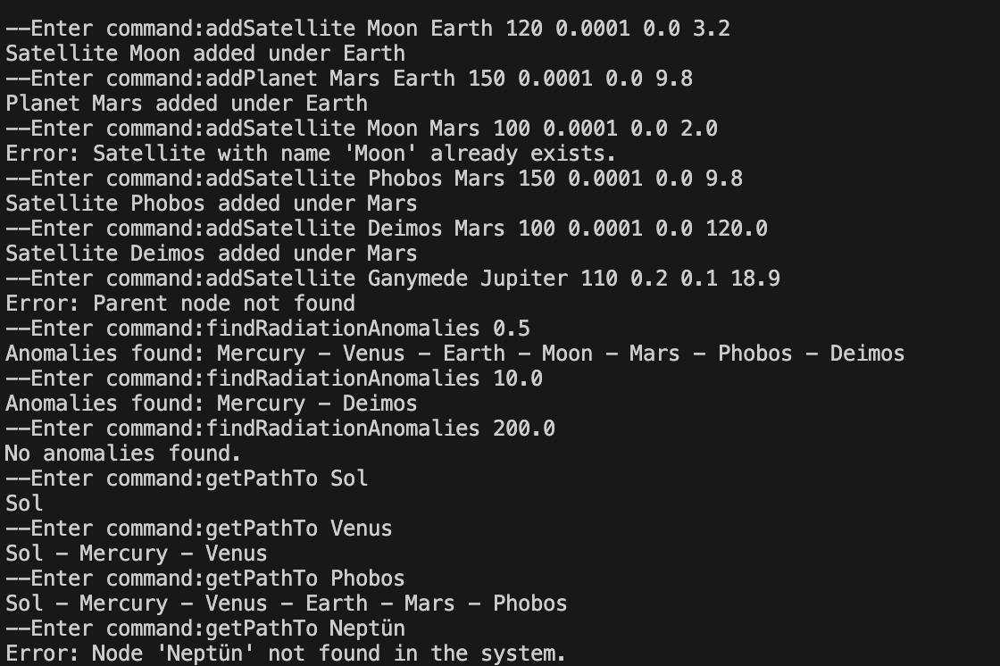 --Enter command:addSatellite Moon Earth 120 0.0001 0.0 3.2
Satellite Moon added under Earth
--Enter command:addPlanet Mars Earth 150 0.0001 0.0 9.8
Planet Mars added under Earth
--Enter command:addSatellite Moon Mars 100 0.0001 0.0 2.0
Error: Satellite with name 'Moon' already exists.
--Enter command:addSatellite Phobos Mars 150 0.0001 0.0 9.8
Satellite Phobos added under Mars
--Enter command:addSatellite Deimos Mars 100 0.0001 0.0 120.0
Satellite Deimos added under Mars
--Enter command:addSatellite Ganymede Jupiter 110 0.2 0.1 18.9
Error: Parent node not found
--Enter command:findRadiationAnomalies 0.5
Anomalies found: Mercury - Venus - Earth - Moon - Mars - Phobos - Deimos
--Enter command:findRadiationAnomalies 10.0
Anomalies found: Mercury - Deimos
--Enter command:findRadiationAnomalies 200.0
No anomalies found.
--Enter command:getPathTo Sol
Sol
--Enter command:getPathTo Venus
Sol - Mercury - Venus
--Enter command:getPathTo Phobos
Sol - Mercury - Venus - Earth - Mars - Phobos
--Enter command:getPathTo Neptün
Error: Node 'Neptün' not found in the system.